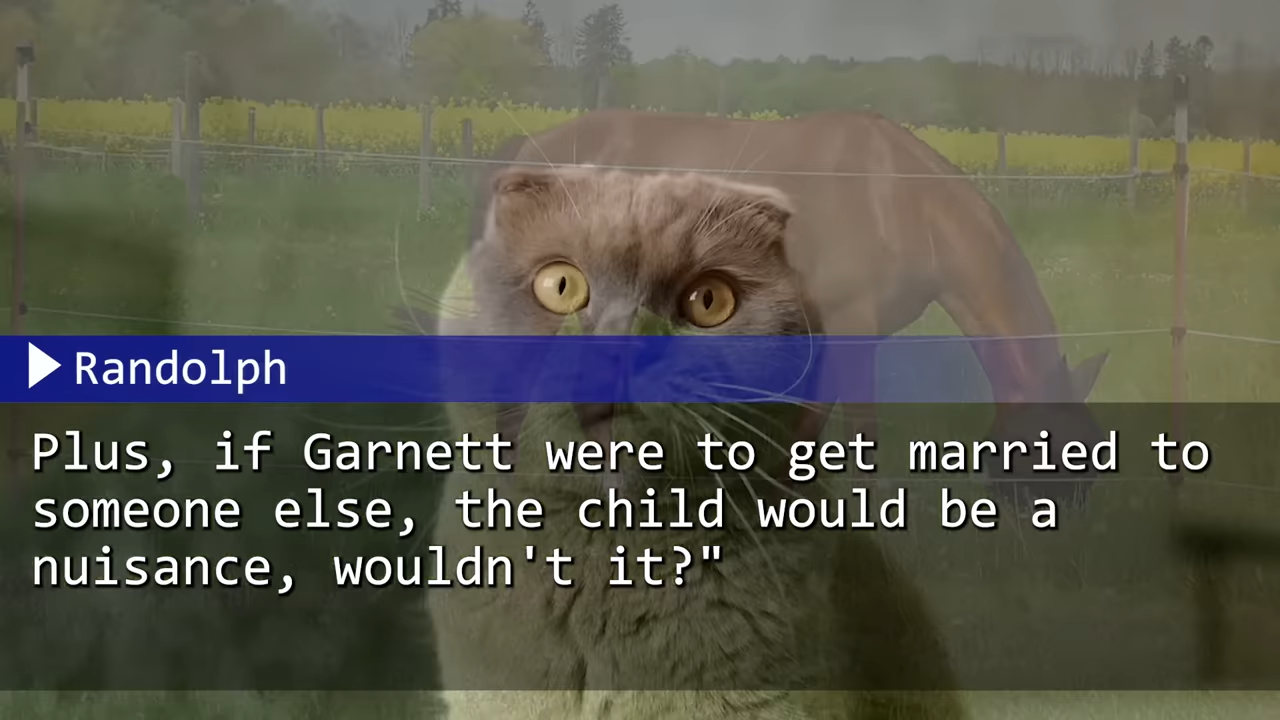 Randolph
Plus, if Garnett were to get married to
someone else, the child would be a
nuisance, wouldn't it?"